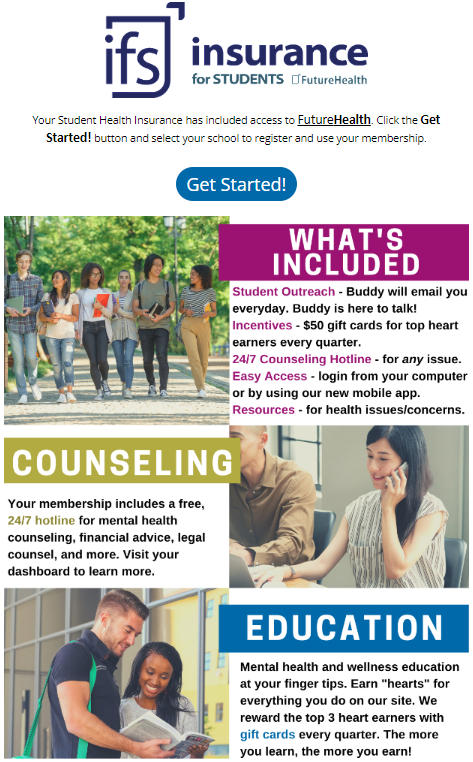 ifs insurance
for STUDENTS FutureHealth
Your Student Health Insurance has included access to FutureHealth. Click the Get
Started! button and select your school to register and use your membership.
Get Started!
WHAT'S
INCLUDED
Student Outreach - Buddy will email you
everyday. Buddy is here to talk!
Incentives - $50 gift cards for top heart
earners every quarter.
24/7 Counseling Hotline - for any issue.
Easy Access - login from your computer
or by using our new mobile app.
Resources - for health issues/concerns.
COUNSELING
Your membership includes a free,
24/7 hotline for mental health
counseling, financial advice, legal
counsel, and more. Visit your
dashboard to learn more.
EDUCATION
Mental health and wellness education
at your finger tips. Earn "hearts" for
everything you do on our site. We
reward the top 3 heart earners with
gift cards every quarter. The more
you learn, the more you earn!